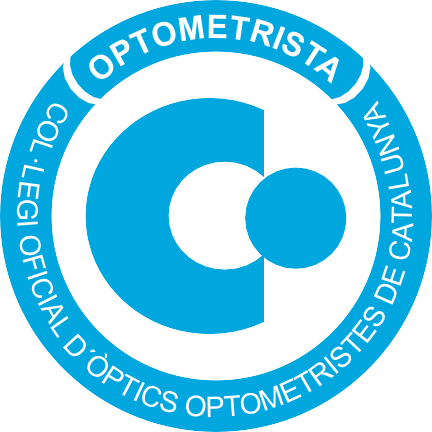 OPTOMETRISTA
COL·LEGI OFICIAL D´ÒPTICS OPTOMETRISTES DE CATALUNYA